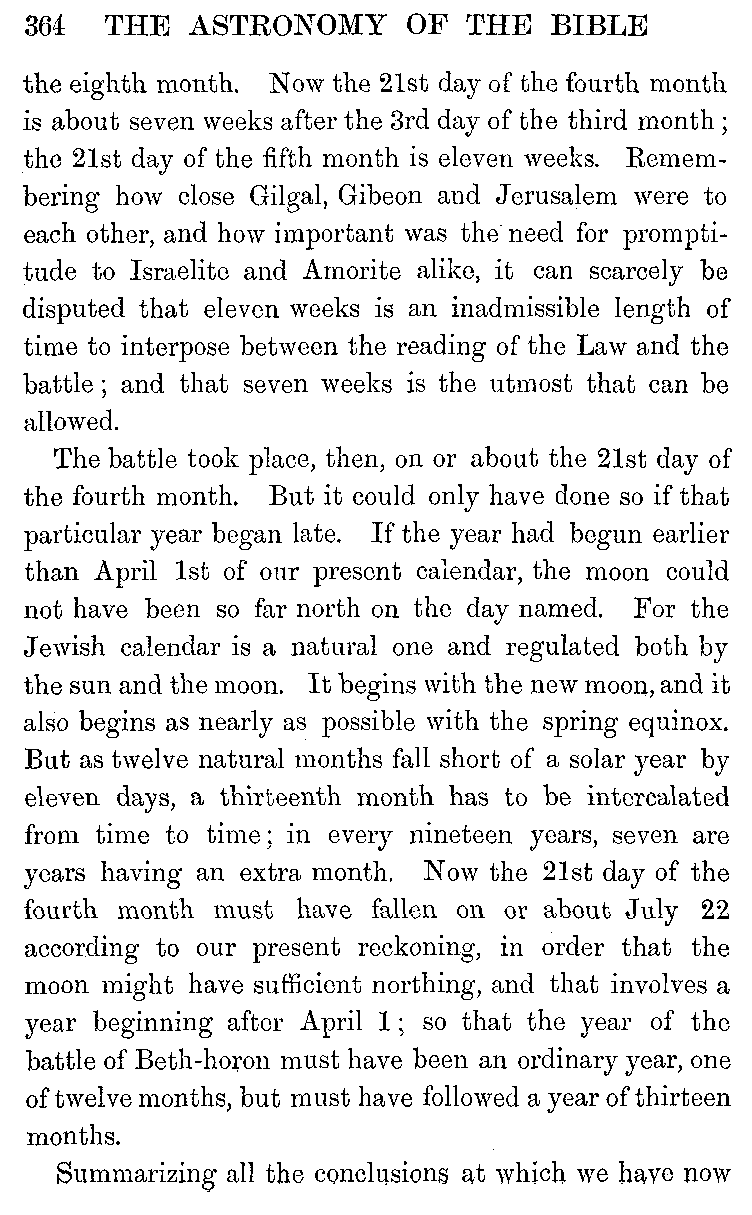 364 THE ASTRONOMY OF THE BIBLE
the eighth month. Now the 21st day of the fourth month
is about seven weeks after the 3rd day of the third month ;
the 21st day of the fifth month is eleven weeks. Remem-
bering how close Gilgal, Gibeon and Jerusalem were to
each other, and how important was the need for prompti-
tude to Israelite and Amorite alike, it can scarcely be
disputed that eleven weeks is an inadmissible length of
time to interpose between the reading of the Law and the
battle ; and that seven weeks is the utmost that can be
allowed.
The battle took place, then, on or about the 21st day of
the fourth month. But it could only have done so if that
particular year began late. If the year had begun earlier
than April 1st of our present calendar, the moon could
not have been so far north on the day named. For the
Jewish calendar is a natural one and regulated both by
the sun and the moon. It begins with the new moon, and it
also begins as nearly as possible with the spring equinox.
But as twelve natural months fall short of a solar year by
eleven days, a thirteenth month has to be intercalated
from time to time ; in every nineteen years, seven are
years having an extra month. Now the 21st day of the
fourth month must have fallen on or about July 22
according to our present reckoning, in order that the
moon might have sufficient northing, and that involves a
year beginning after April 1 ; so that the year of the
battle of Beth-horon must have been an ordinary year, one
of twelve months, but must have followed a year of thirteen
months.
Summarizing all the conclusions at which we have now